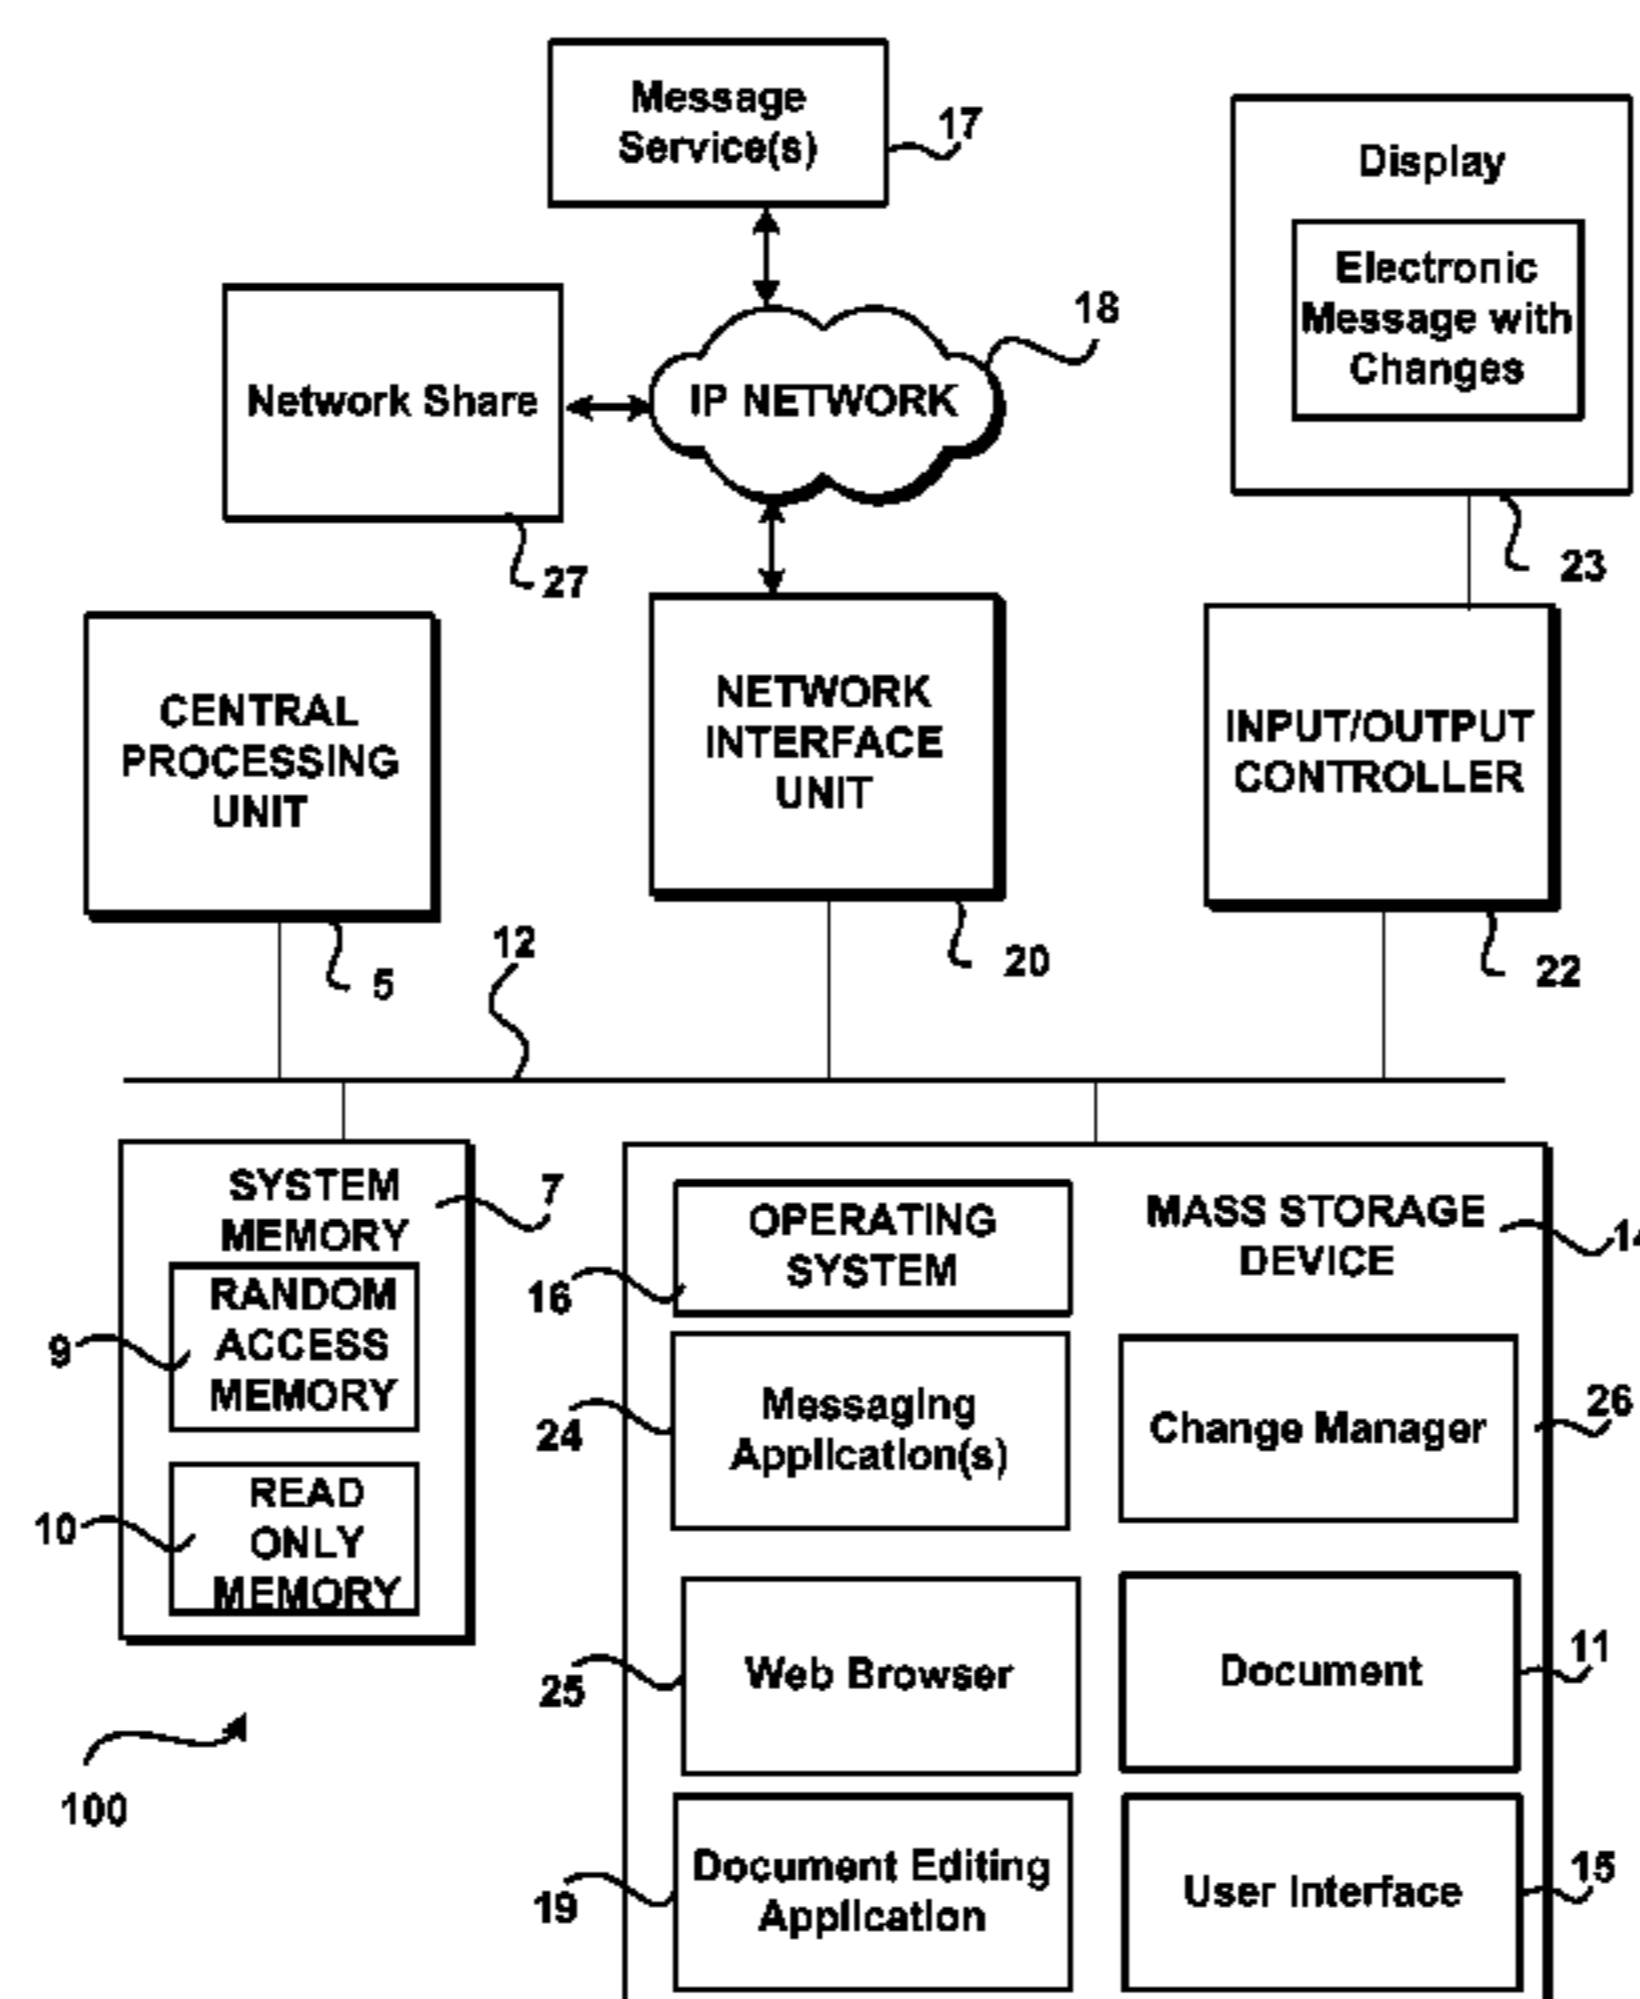 Message
Service(s)
17
Display
Electronic
Message with
Changes
18
Network Share
IP NETWORK
27
23
CENTRAL
PROCESSING
UNIT
NETWORK
INTERFACE
UNIT
INPUT/OUTPUT
CONTROLLER
12
5
20
22
SYSTEM
MEMORY
7
RANDOM
ACCESS
MEMORY
9
READ
ONLY
MEMORY
10
OPERATING
SYSTEM
16
MASS STORAGE
DEVICE
14
Messaging
Application(s)
24
Change Manager
26
Web Browser
25
Document
11
100
Document Editing
Application
19
User Interface
15